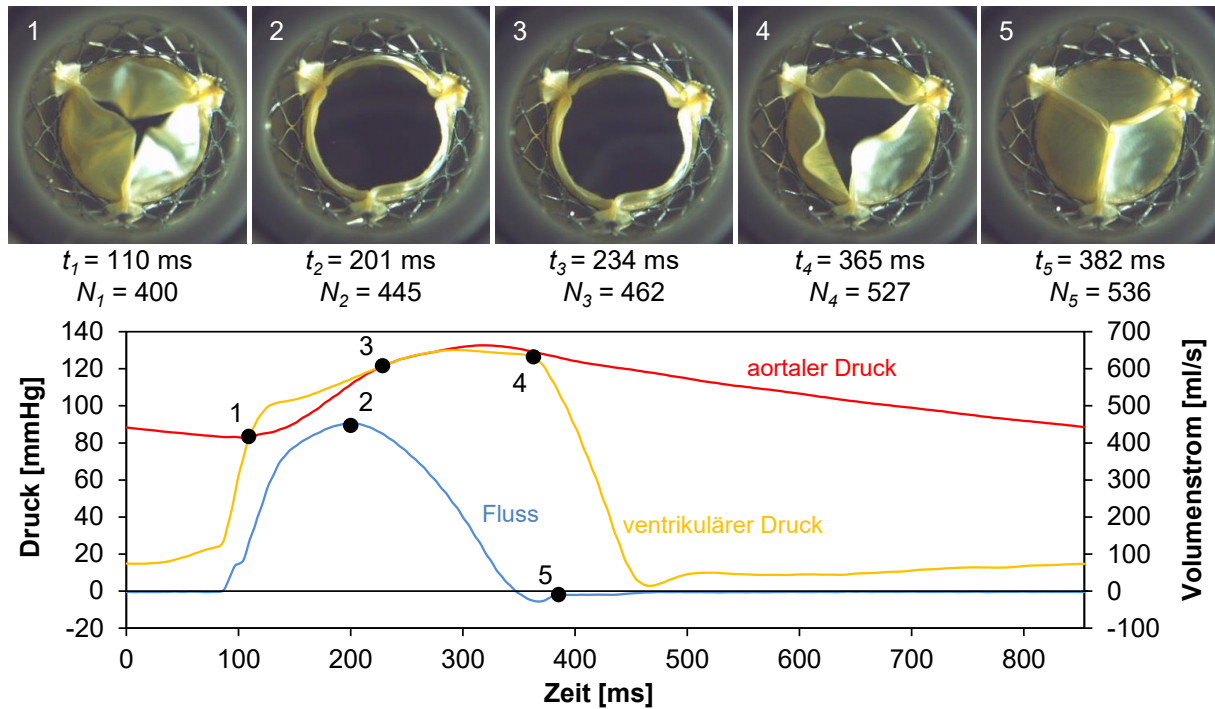 1 2 3 4 5
t1 = 110 ms t2 = 201 ms t3 = 234 ms t4 = 365 ms t5 = 382 ms
N1 = 400 N2 = 445 N3 = 462 N4 = 527 N5 = 536
Druck [mmHg]
140
120
100
80
60
40
20
0
-20
1
2
3
4
5
aortaler Druck
Fluss
ventrikulärer Druck
700
600
500
400
300
200
100
0
-100
Volumenstrom [ml/s]
0 100 200 300 400 500 600 700 800
Zeit [ms]